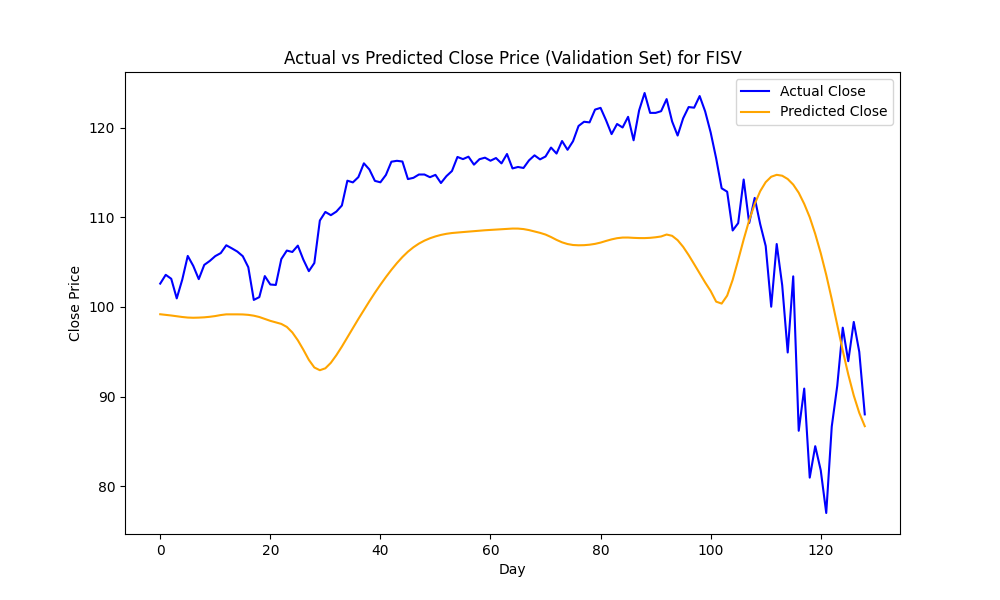 Actual vs Predicted Close Price (Validation Set) for FISV
Actual Close
Predicted Close
Close Price
120
110
100
90
80
0 20 40 60 80 100 120
Day